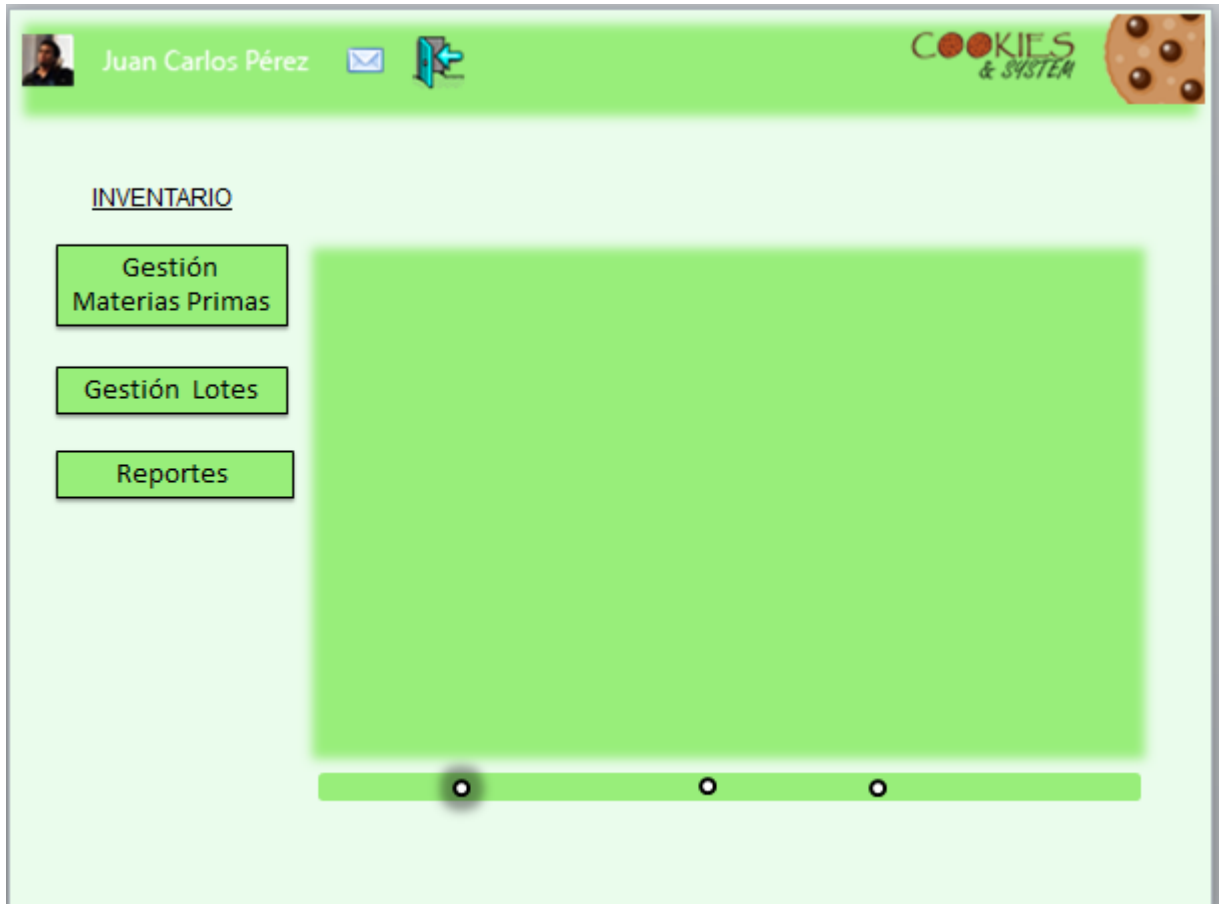 Juan Carlos Pérez
COOKIES
& SYSTEM
INVENTARIO
Gestión
Materias Primas
Gestión Lotes
Reportes